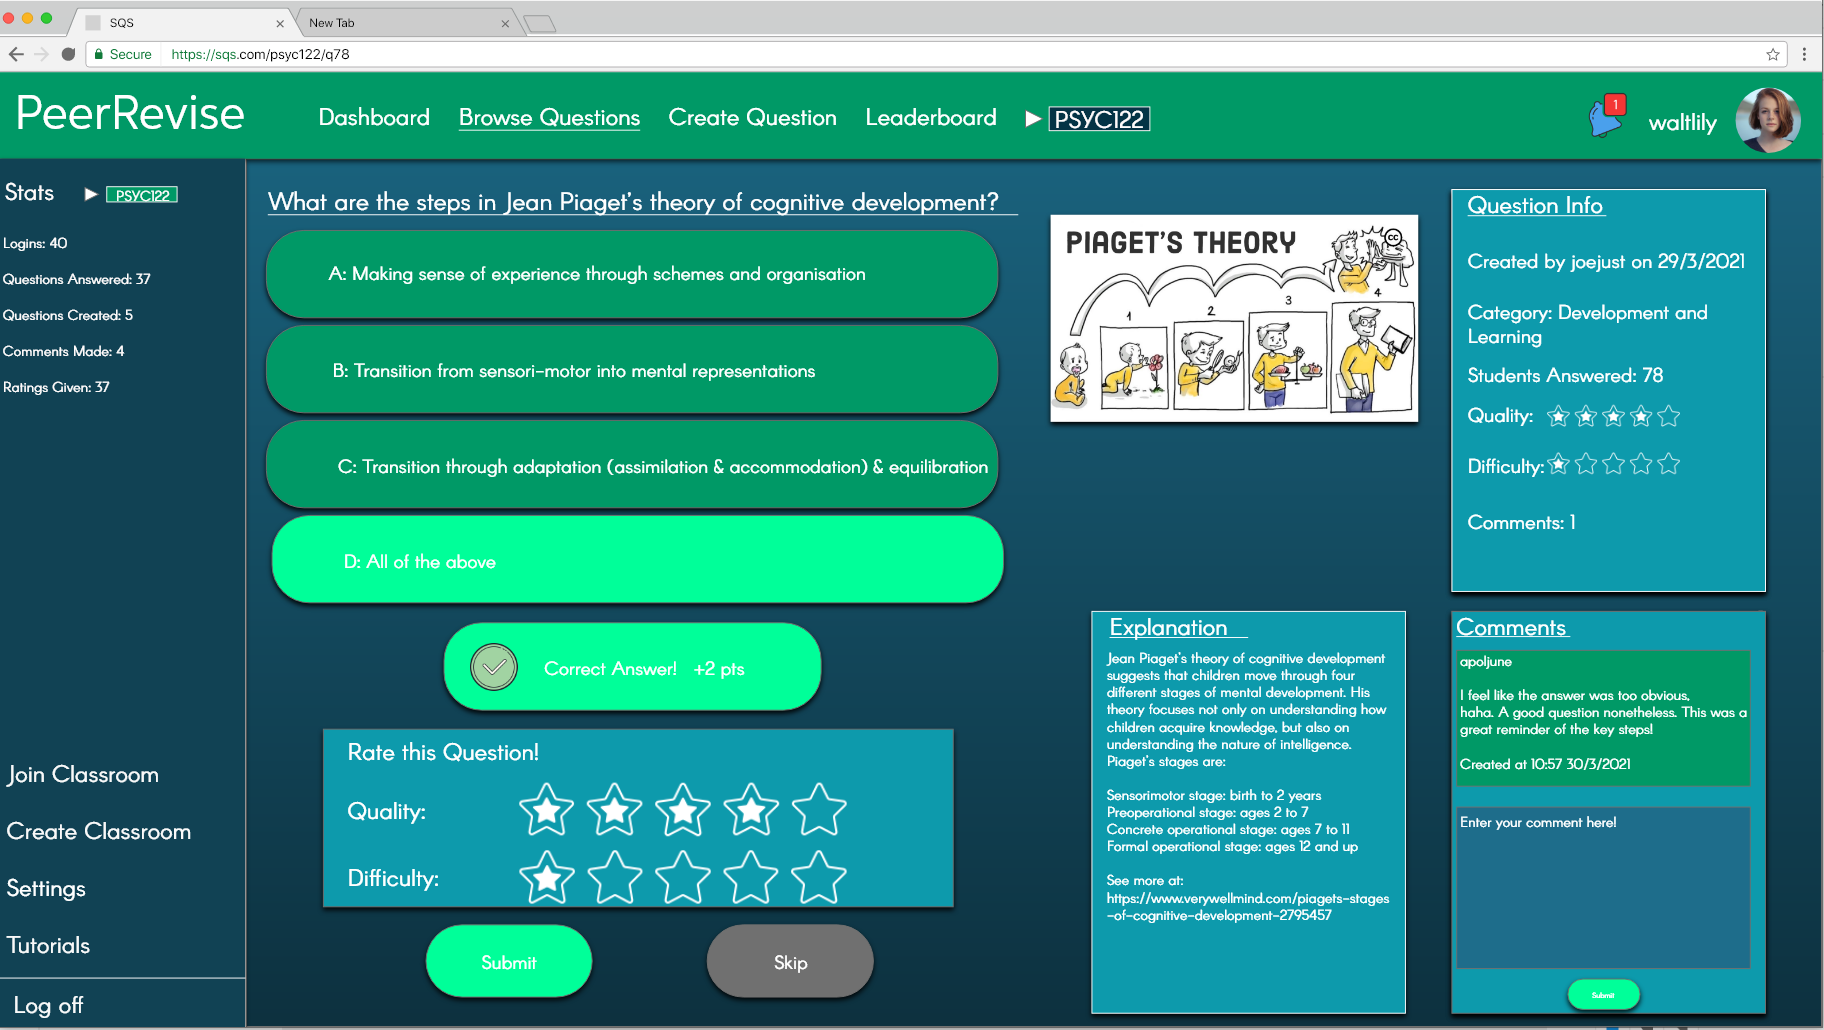 SQS
New Tab
Secure
https://sqs.com/psyc122/q78
PeerRevise
Dashboard
Browse Questions
Create Question
Leaderboard
PSYC122
1
waltlily
Stats
PSYC122
Logins: 40
Questions Answered: 37
Questions Created: 5
Comments Made: 4
Ratings Given: 37
Join Classroom
Create Classroom
Settings
Tutorials
Log off
What are the steps in Jean Piaget's theory of cognitive development?
A: Making sense of experience through schemes and organisation
B: Transition from sensori-motor into mental representations
C: Transition through adaptation (assimilation & accommodation) & equilibration
D: All of the above
Correct Answer! +2 pts
Rate this Question!
Quality:
Difficulty:
Submit
Skip
PIAGET'S THEORY
CC
1
2
3
4
Question Info
Created by joejust on 29/3/2021
Category: Development and
Learning
Students Answered: 78
Quality:
Difficulty:
Comments: 1
Explanation
Jean Piaget's theory of cognitive development
suggests that children move through four
different stages of mental development. His
theory focuses not only on understanding how
children acquire knowledge, but also on
understanding the nature of intelligence.
Piaget's stages are:
Sensorimotor stage: birth to 2 years
Preoperational stage: ages 2 to 7
Concrete operational stage: ages 7 to 11
Formal operational stage: ages 12 and up
See more at:
https://www.verywellmind.com/piagets-stages
-of-cognitive-development-2795457
Comments
apoljune
I feel like the answer was too obvious,
haha. A good question nonetheless. This was a
great reminder of the key steps!
Created at 10:57 30/3/2021
Enter your comment here!
Submit